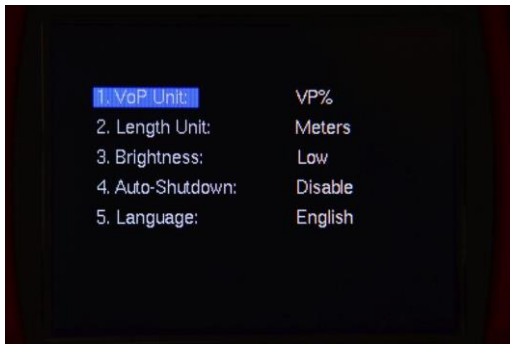 1. VoP Unit: VP%
2. Length Unit: Meters
3. Brightness: Low
4. Auto-Shutdown: Disable
5. Language: English